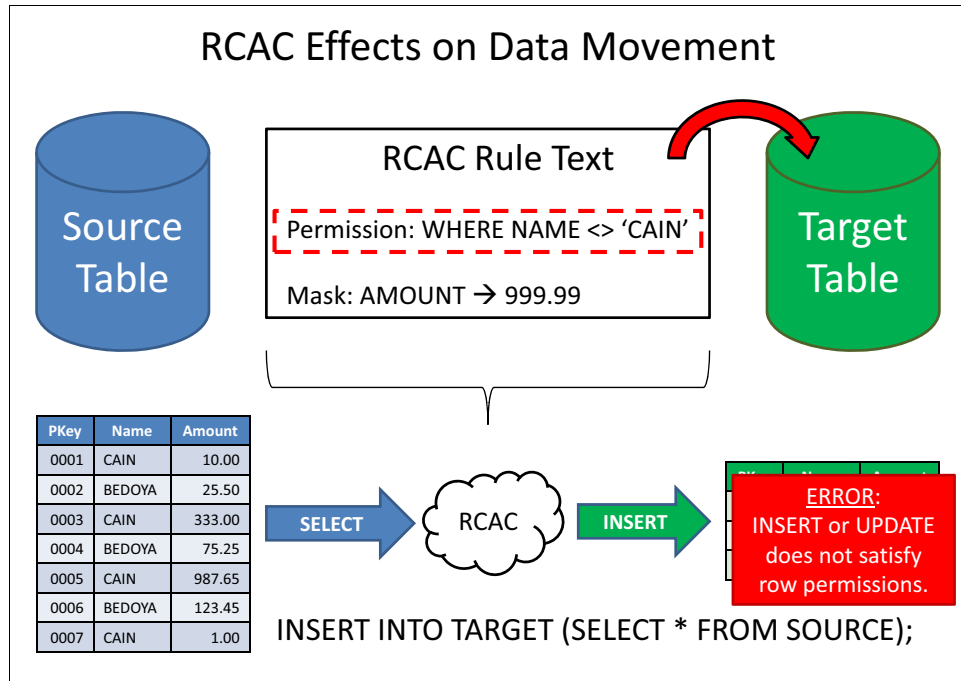 RCAC Effects on Data Movement
Source
Table
RCAC Rule Text
Permission: WHERE NAME <> ‘CAIN’
Mask: AMOUNT → 999.99
Target
Table
PKey Name Amount
0001 CAIN 10.00
0002 BEDOYA 25.50
0003 CAIN 333.00
0004 BEDOYA 75.25
0005 CAIN 987.65
0006 BEDOYA 123.45
0007 CAIN 1.00
SELECT
RCAC
INSERT
ERROR:
INSERT or UPDATE
does not satisfy
row permissions.
INSERT INTO TARGET (SELECT * FROM SOURCE);